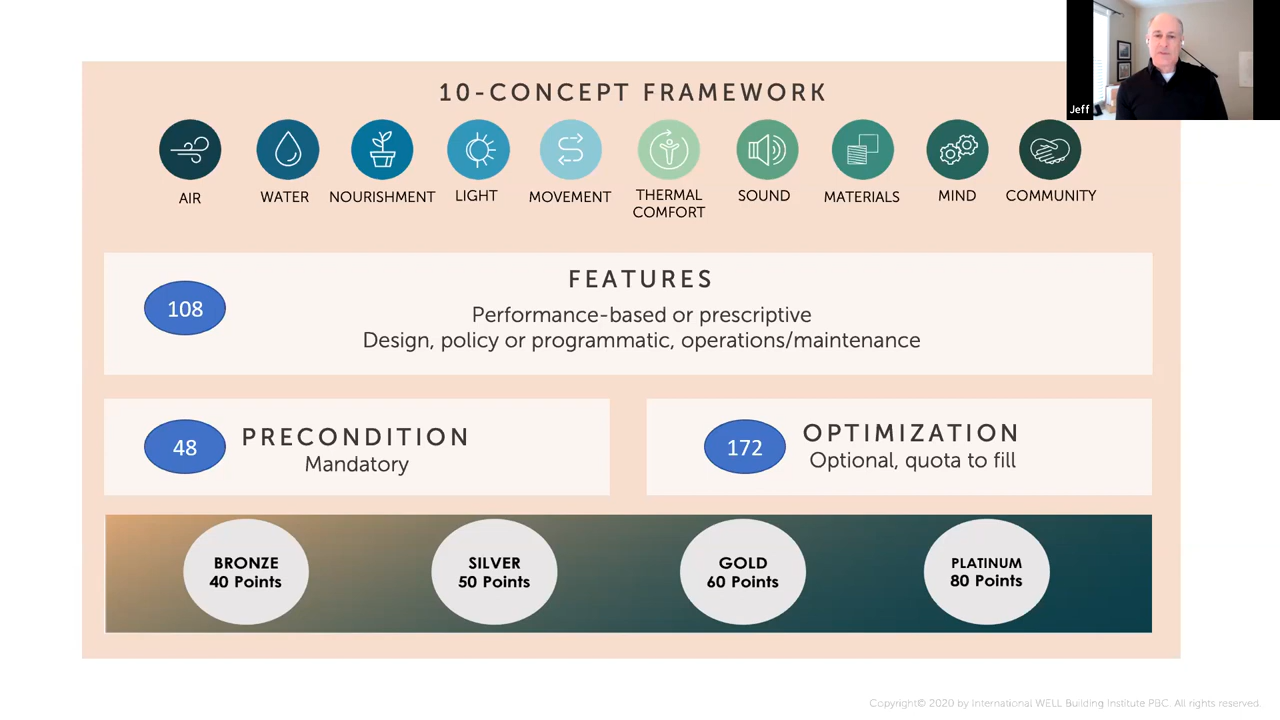 10-CONCEPT FRAMEWORK
Jeff
AIR
WATER
NOURISHMENT
LIGHT
MOVEMENT
THERMAL
COMFORT
SOUND
MATERIALS
MIND
COMMUNITY
108
FEATURES
Performance-based or prescriptive
Design, policy or programmatic, operations/maintenance
48
PRECONDITION
Mandatory
172
OPTIMIZATION
Optional, quota to fill
BRONZE
40 Points
SILVER
50 Points
GOLD
60 Points
PLATINUM
80 Points
Copyright© 2020 by International WELL Building Institute PBC. All rights reserved.